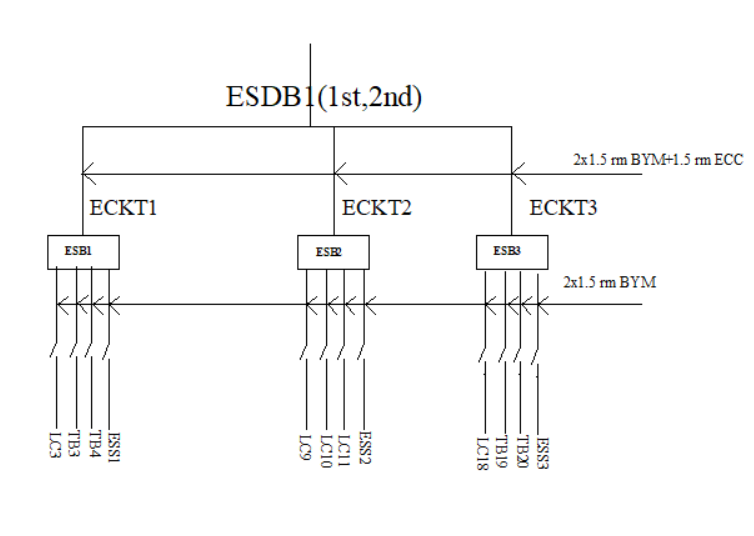 ESDB1(1st,2nd)
2x1.5 rm BYM+1.5 rm ECC
ECKT1
ECKT2
ECKT3
ESB1
ESB2
ESB3
2x1.5 rm BYM
LC3
TB3
TB4
ESS1
LC9
LC10
LC11
ESS2
LC18
TB19
TB20
ESS3